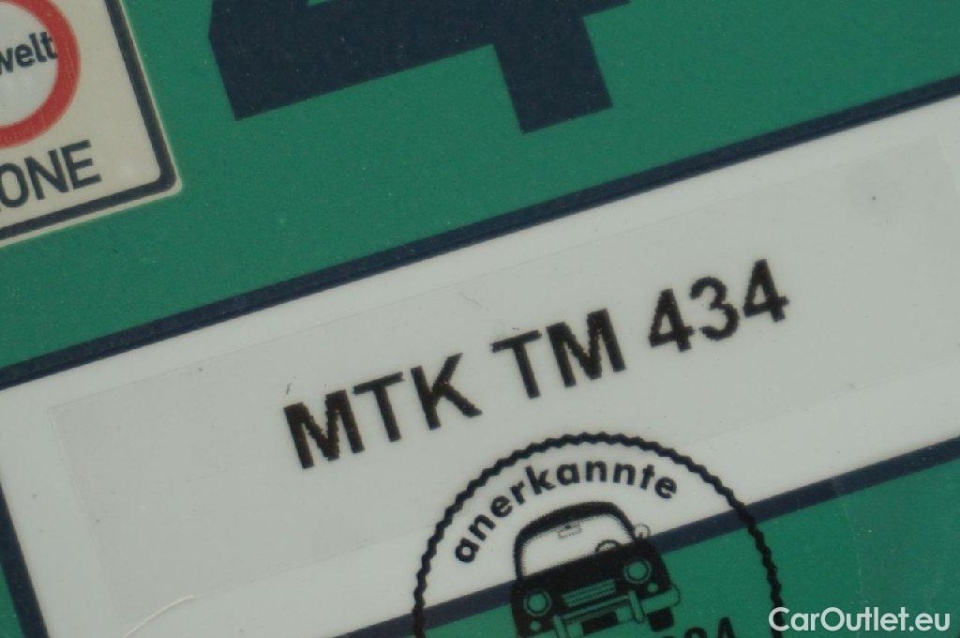 4
welt
ONE
MTK TM 434
anerkannte
CarOutlet.eu